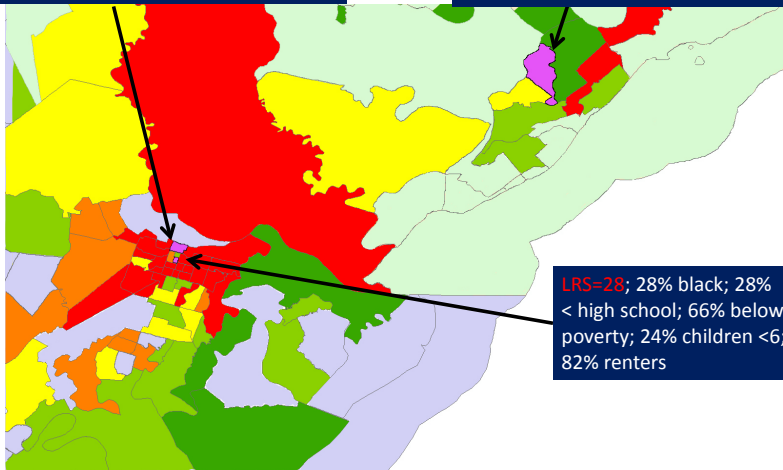 LRS=28; 28% black; 28%
< high school; 66% below
poverty; 24% children <6;
82% renters